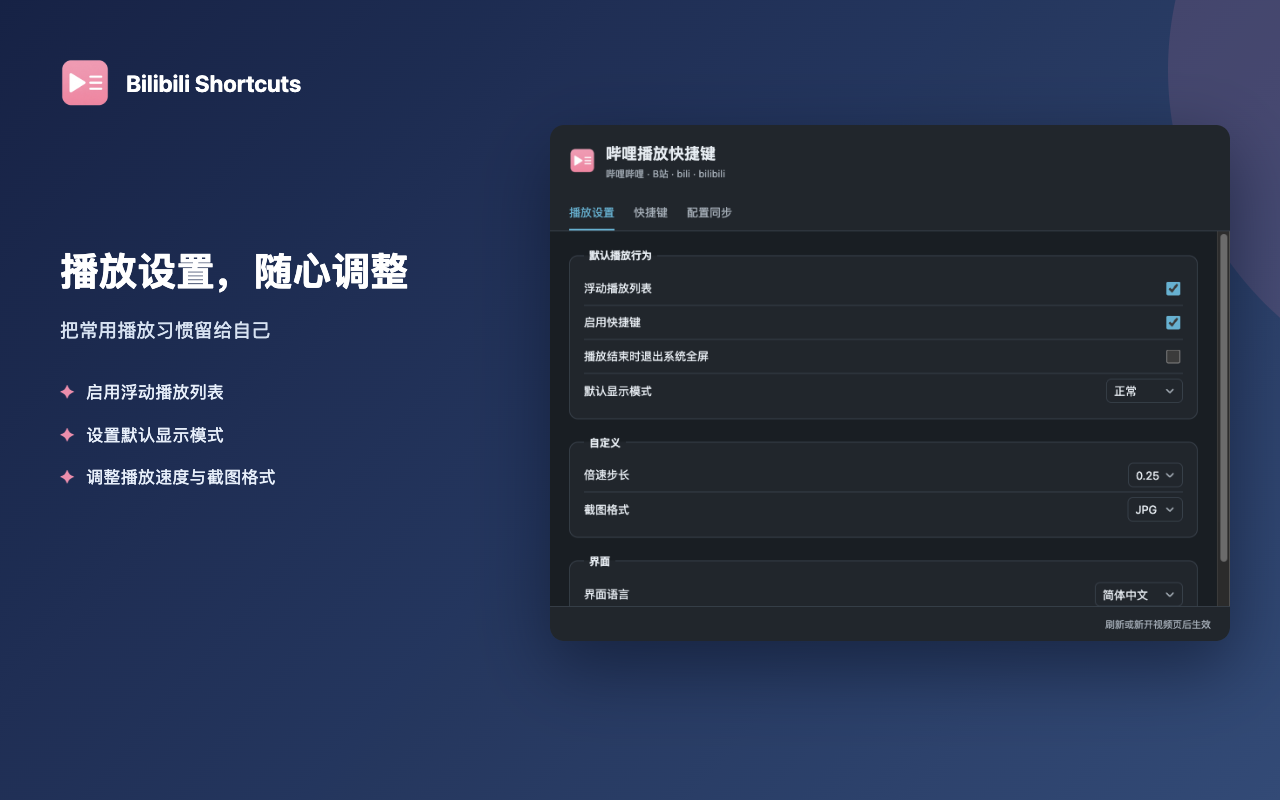 Bilibili Shortcuts
播放设置，随心调整
把常用播放习惯留给自己
启用浮动播放列表
设置默认显示模式
调整播放速度与截图格式
哔哩播放快捷键
哔哩哔哩 · B站 · bili · bilibili
播放设置 快捷键 配置同步
默认播放行为
浮动播放列表
启用快捷键
播放结束时退出系统全屏
默认显示模式 正常
自定义
倍速步长 0.25
截图格式 JPG
界面
界面语言 简体中文
刷新或新开视频页后生效